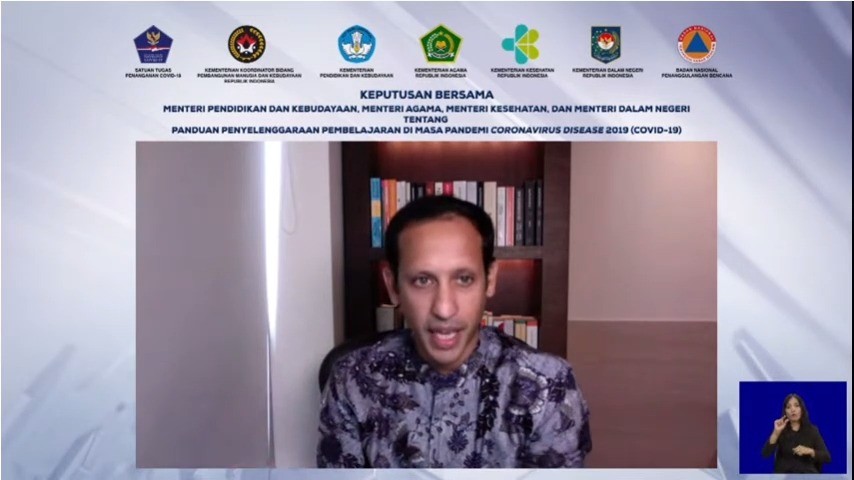 SATUAN TUGAS
PENANGANAN COVID-19
KEMENTERIAN KOORDINATOR BIDANG
PEMBANGUNAN MANUSIA DAN KEBUDAYAAN
REPUBLIK INDONESIA
KEMENTERIAN
PENDIDIKAN DAN KEBUDAYAAN
KEMENTERIAN AGAMA
REPUBLIK INDONESIA
KEMENTERIAN KESEHATAN
REPUBLIK INDONESIA
KEMENTERIAN DALAM NEGERI
REPUBLIK INDONESIA
BADAN NASIONAL
PENANGGULANGAN BENCANA
KEPUTUSAN BERSAMA
MENTERI PENDIDIKAN DAN KEBUDAYAAN, MENTERI AGAMA, MENTERI KESEHATAN, DAN MENTERI DALAM NEGERI
TENTANG
PANDUAN PENYELENGGARAAN PEMBELAJARAN DI MASA PANDEMI CORONAVIRUS DISEASE 2019 (COVID-19)